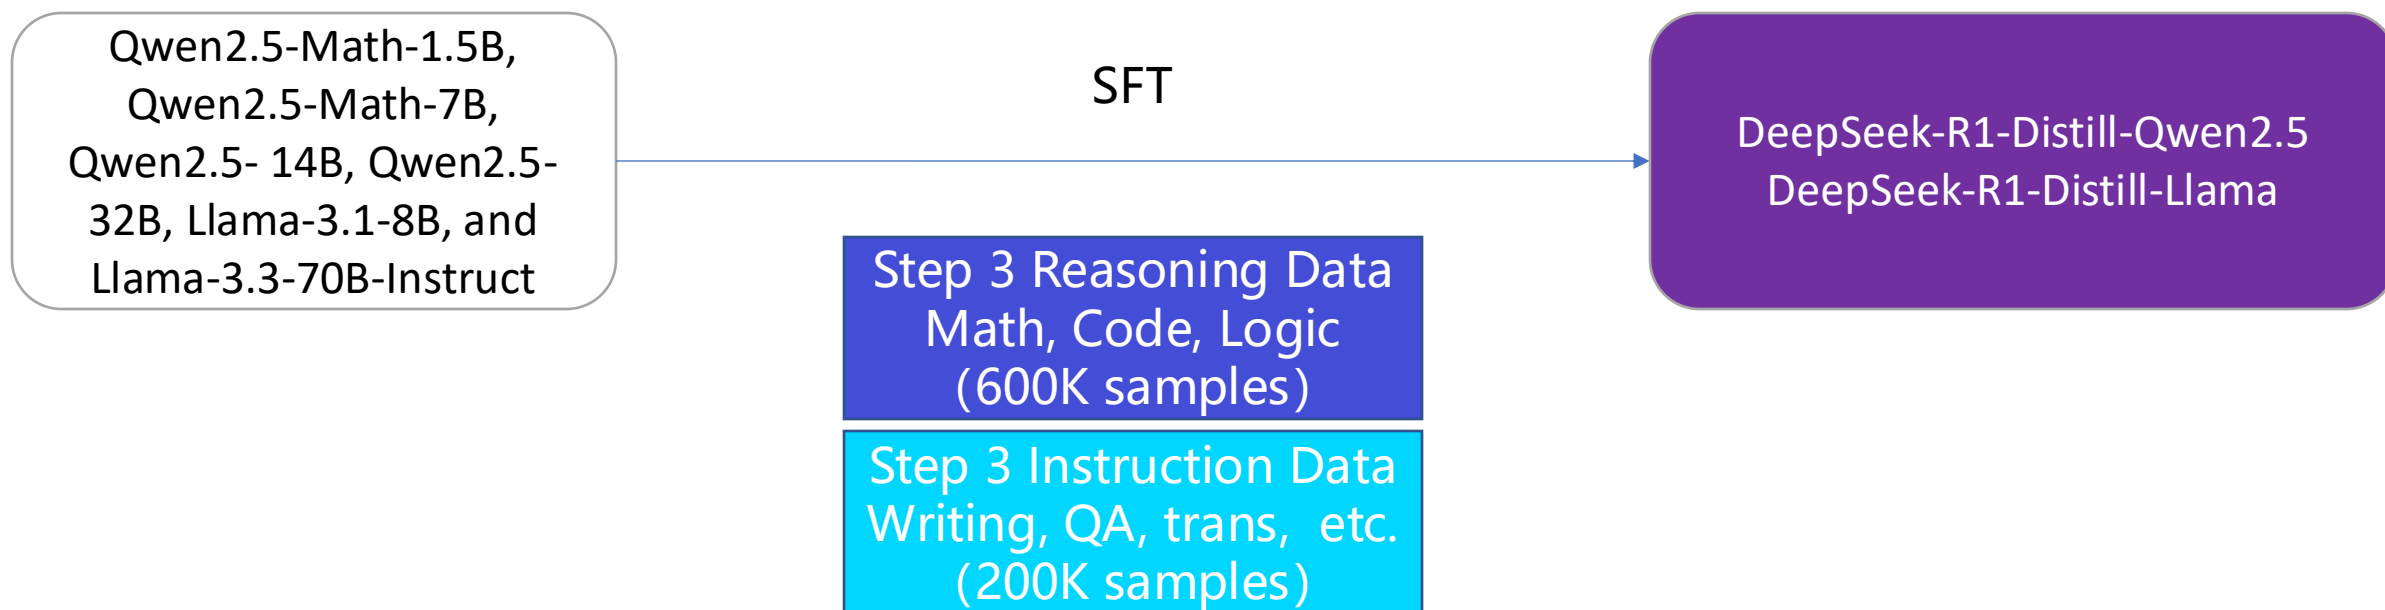 Qwen2.5-Math-1.5B,
Qwen2.5-Math-7B,
Qwen2.5- 14B, Qwen2.5-
32B, Llama-3.1-8B, and
Llama-3.3-70B-Instruct
SFT
DeepSeek-R1-Distill-Qwen2.5
DeepSeek-R1-Distill-Llama
Step 3 Reasoning Data
Math, Code, Logic
(600K samples)
Step 3 Instruction Data
Writing, QA, trans,  etc.
(200K samples)